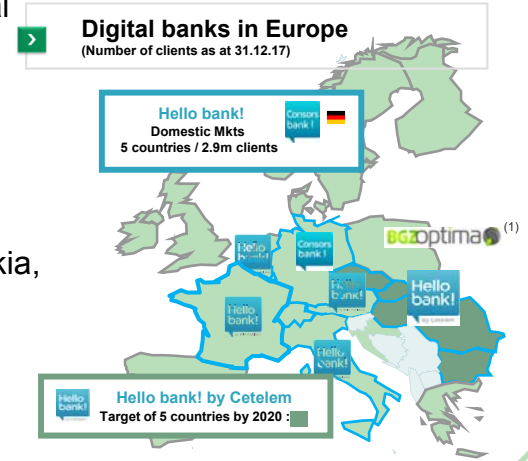 al
Digital banks in Europe
(Number of clients as at 31.12.17)
Hello bank!
Domestic Mkts
5 countries / 2.9m clients
Consors
bank!
BGZoptima (1)
kia,
Hello
bank!
Consors
bank!
Hello
bank!
Hello
bank!
by cetelem
Hello
bank!
Hello
bank!
Hello
bank!
Hello bank! by Cetelem
Target of 5 countries by 2020 :